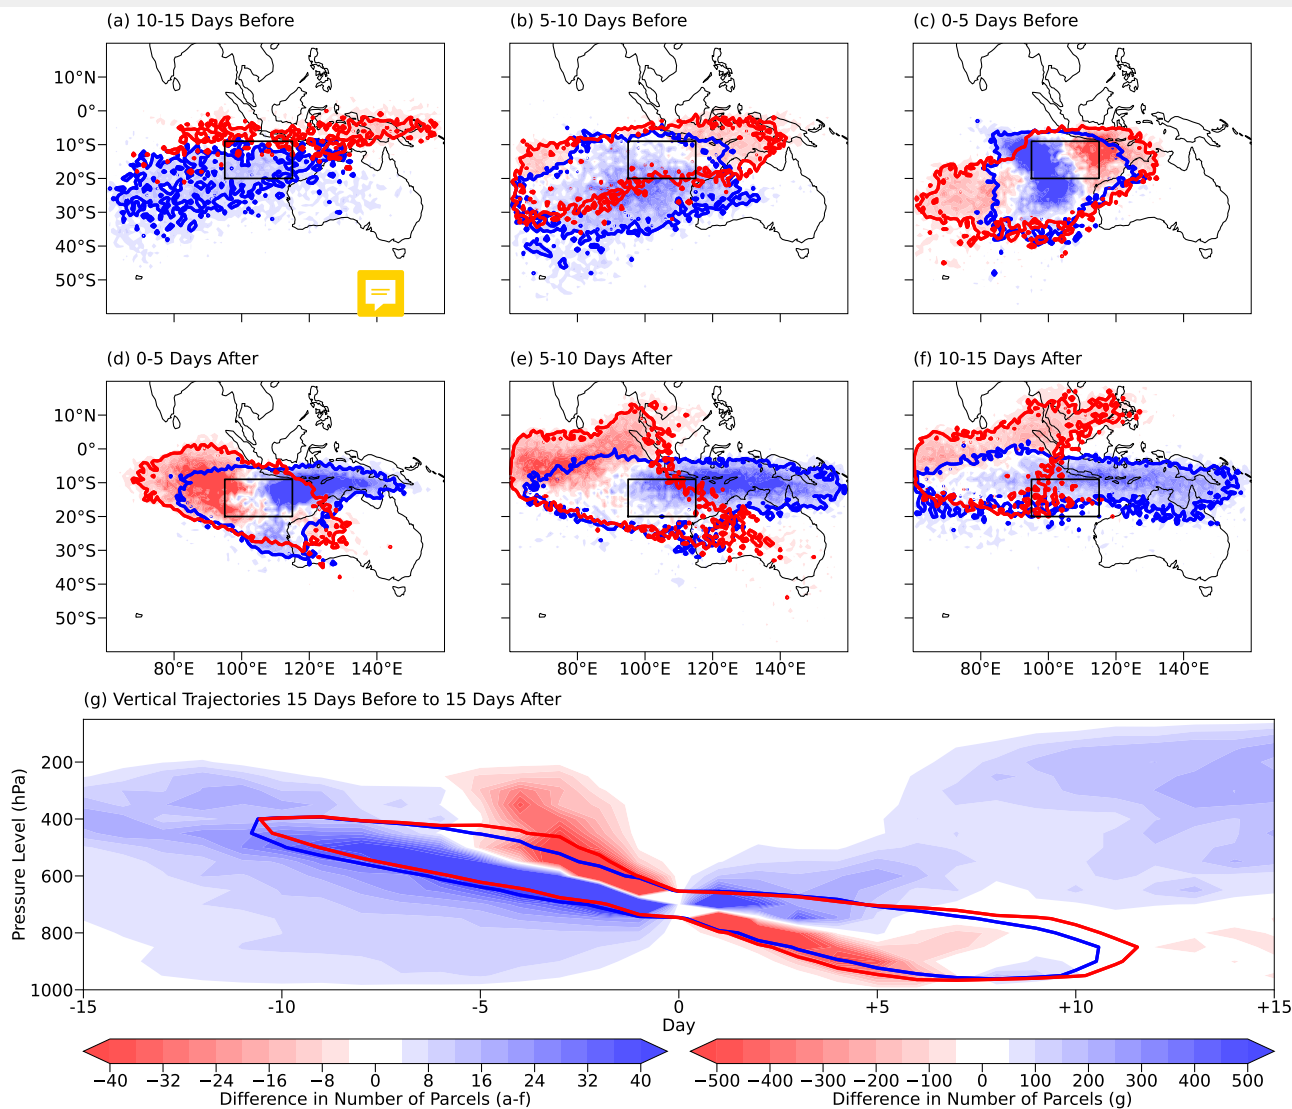 (a) 10-15 Days Before
(b) 5-10 Days Before
(c) 0-5 Days Before
10°N
0°
10°S
20°S
30°S
40°S
50°S
(d) 0-5 Days After
(e) 5-10 Days After
(f) 10-15 Days After
10°N
0°
10°S
20°S
30°S
40°S
50°S
80°E 100°E 120°E 140°E
80°E 100°E 120°E 140°E
80°E 100°E 120°E 140°E
(g) Vertical Trajectories 15 Days Before to 15 Days After
Pressure Level (hPa)
200
400
600
800
1000
-15 -10 -5 0 +5 +10 +15
Day
−40 −32 −24 −16 −8 0 8 16 24 32 40
Difference in Number of Parcels (a-f)
−500 −400 −300 −200 −100 0 100 200 300 400 500
Difference in Number of Parcels (g)